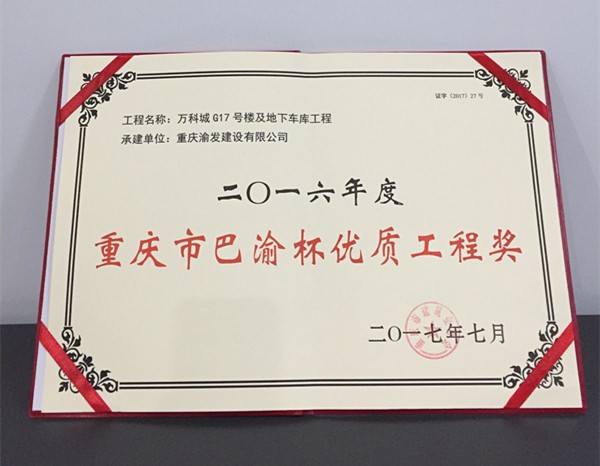 证字（2017）27号
工程名称：万科城G17号楼及地下车库工程
承建单位：重庆渝发建设有限公司
二〇一六年度
重庆市巴渝杯优质工程奖
二〇一七年七月